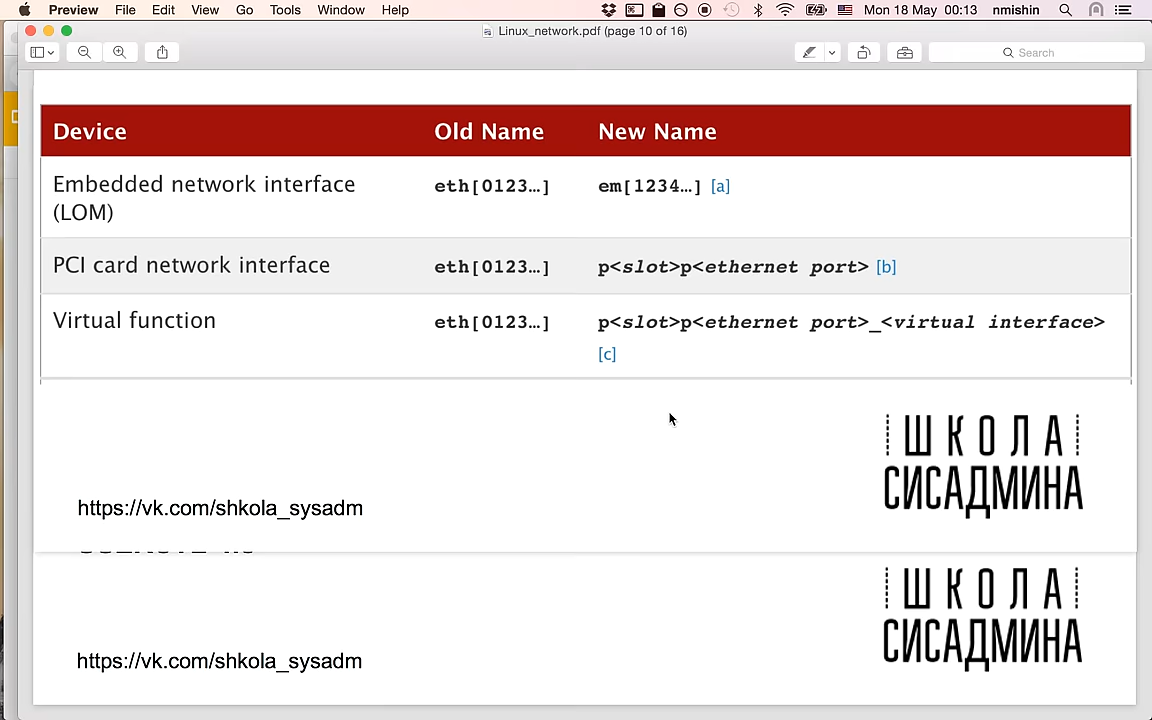 Preview File Edit View Go Tools Window Help Mon 18 May 00:13 nmishin
Linux_network.pdf (page 10 of 16)
Search
Device Old Name New Name
Embedded network interface (LOM) eth[0123…] em[1234…] [a]
PCI card network interface eth[0123…] p<slot>p<ethernet port> [b]
Virtual function eth[0123…] p<slot>p<ethernet port>_<virtual interface>
[c]
ШКОЛА
СИСАДМИНА
https://vk.com/shkola_sysadm
ШКОЛА
СИСАДМИНА
https://vk.com/shkola_sysadm